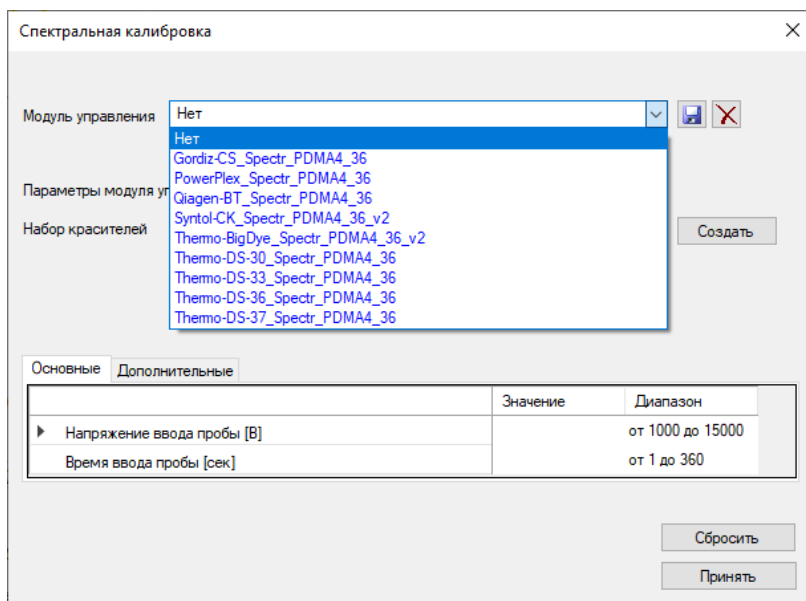 Спектральная калибровка
Модуль управления
Нет
Нет
Gordiz-CS_Spectr_PDMA4_36
PowerPlex_Spectr_PDMA4_36
Параметры модуля уп
Qiagen-BT_Spectr_PDMA4_36
Syntol-CK_Spectr_PDMA4_36_v2
Набор красителей
Создать
Thermo-BigDye_Spectr_PDMA4_36_v2
Thermo-DS-30_Spectr_PDMA4_36
Thermo-DS-33_Spectr_PDMA4_36
Thermo-DS-36_Spectr_PDMA4_36
Thermo-DS-37_Spectr_PDMA4_36
Основные Дополнительные
Значение Диапазон
Напряжение ввода пробы [В] от 1000 до 15000
Время ввода пробы [сек] от 1 до 360
Сбросить
Принять